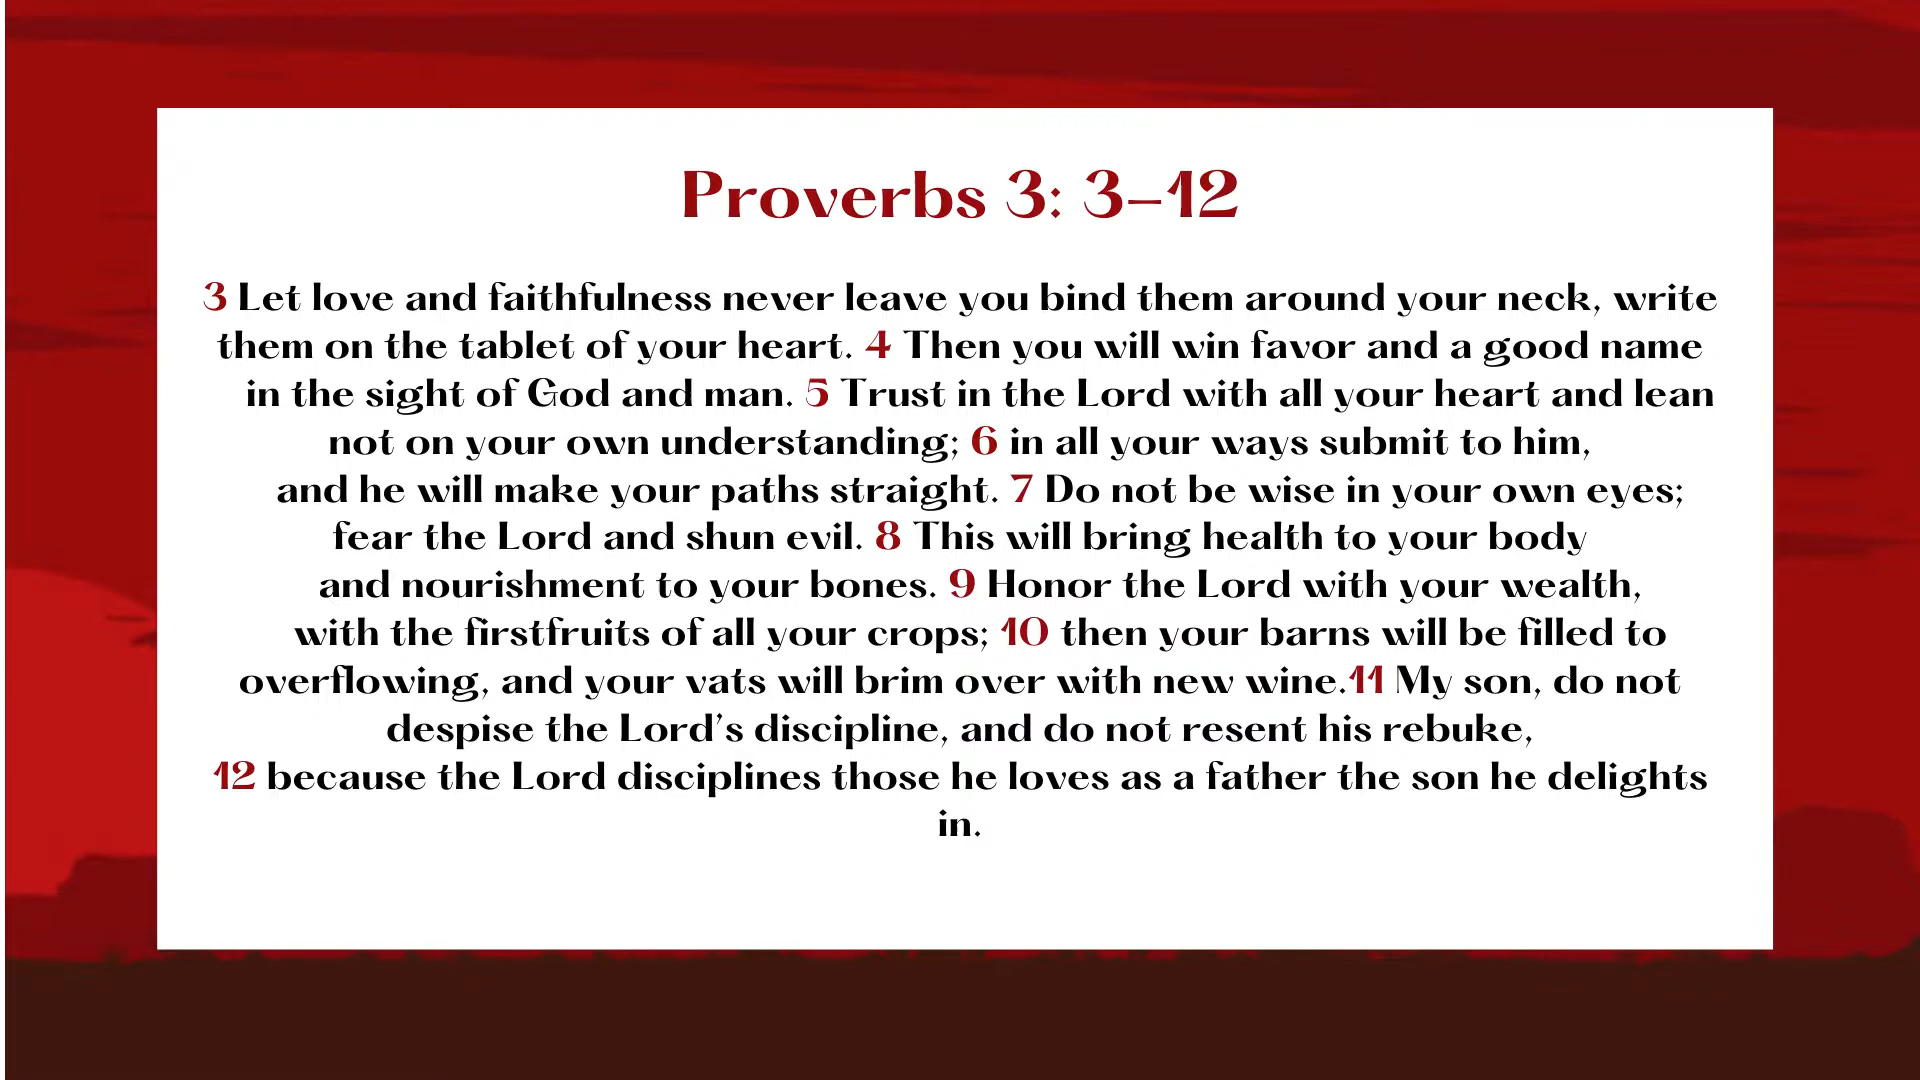 Proverbs 3: 3–12
3 Let love and faithfulness never leave you bind them around your neck, write
them on the tablet of your heart. 4 Then you will win favor and a good name
in the sight of God and man. 5 Trust in the Lord with all your heart and lean
not on your own understanding; 6 in all your ways submit to him,
and he will make your paths straight. 7 Do not be wise in your own eyes;
fear the Lord and shun evil. 8 This will bring health to your body
and nourishment to your bones. 9 Honor the Lord with your wealth,
with the firstfruits of all your crops; 10 then your barns will be filled to
overflowing, and your vats will brim over with new wine.11 My son, do not
despise the Lord’s discipline, and do not resent his rebuke,
12 because the Lord disciplines those he loves as a father the son he delights
in.